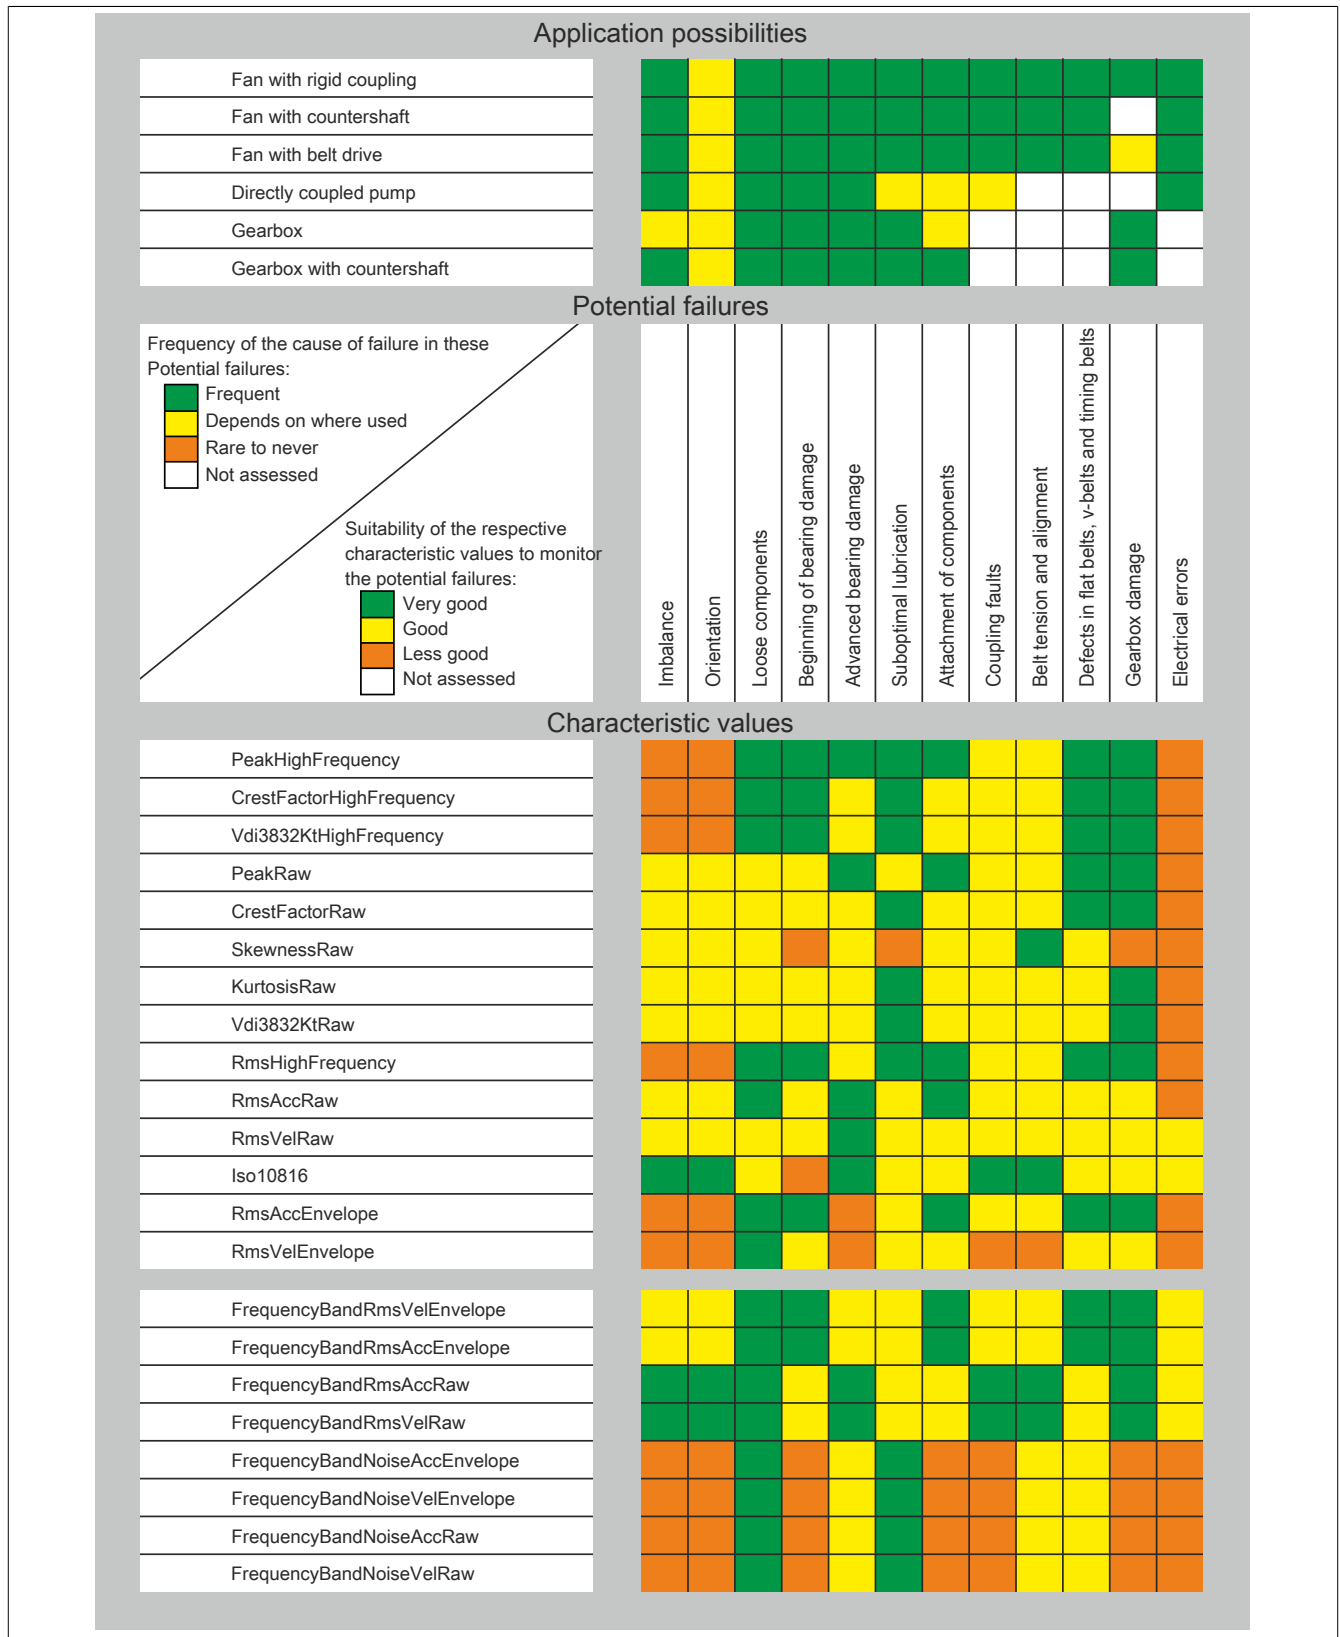 Application possibilities
Fan with rigid coupling
Fan with countershaft
Fan with belt drive
Directly coupled pump
Gearbox
Gearbox with countershaft
Potential failures
Frequency of the cause of failure in these
Potential failures:
Frequent
Depends on where used
Rare to never
Not assessed
Suitability of the respective
characteristic values to monitor
the potential failures:
Very good
Good
Less good
Not assessed
Imbalance
Orientation
Loose components
Beginning of bearing damage
Advanced bearing damage
Suboptimal lubrication
Attachment of components
Coupling faults
Belt tension and alignment
Defects in flat belts, v-belts and timing belts
Gearbox damage
Electrical errors
Characteristic values
PeakHighFrequency
CrestFactorHighFrequency
Vdi3832KtHighFrequency
PeakRaw
CrestFactorRaw
SkewnessRaw
KurtosisRaw
Vdi3832KtRaw
RmsHighFrequency
RmsAccRaw
RmsVelRaw
Iso10816
RmsAccEnvelope
RmsVelEnvelope
FrequencyBandRmsVelEnvelope
FrequencyBandRmsAccEnvelope
FrequencyBandRmsAccRaw
FrequencyBandRmsVelRaw
FrequencyBandNoiseAccEnvelope
FrequencyBandNoiseVelEnvelope
FrequencyBandNoiseAccRaw
FrequencyBandNoiseVelRaw